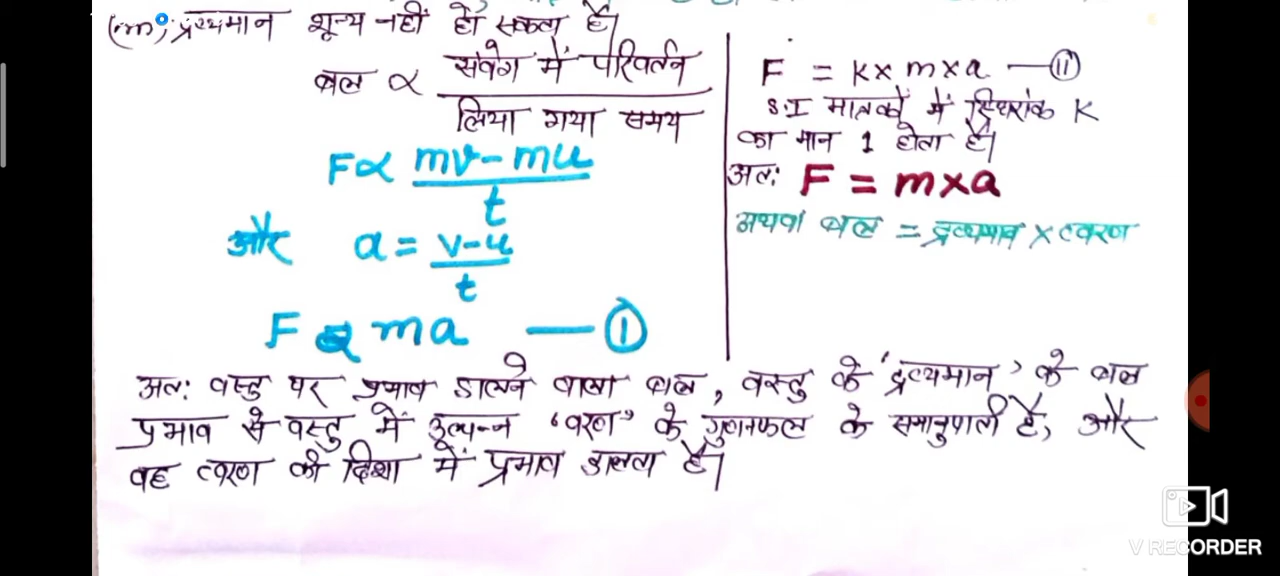 (m) द्रव्यमान शून्य नहीं हो सकता है।
बल ∝ संवेग में परिवर्तन
लिया गया समय
F∝ mv-mu
t
और a = v-u
t
F ∝ ma —①
F = K× m×a —⑪
S.I मात्रकों में स्थिरांक K
का मान 1 होता है।
अतः F = m×a
अथवा बल = द्रव्यमान × त्वरण
अतः वस्तु पर प्रभाव डालने वाला बल, वस्तु के 'द्रव्यमान' के बल
प्रभाव से वस्तु में उत्पन्न 'वरण' के गुणनफल के समानुपाती है, और
वह त्वरण की दिशा में प्रभाव डालता है।
V RECORDER